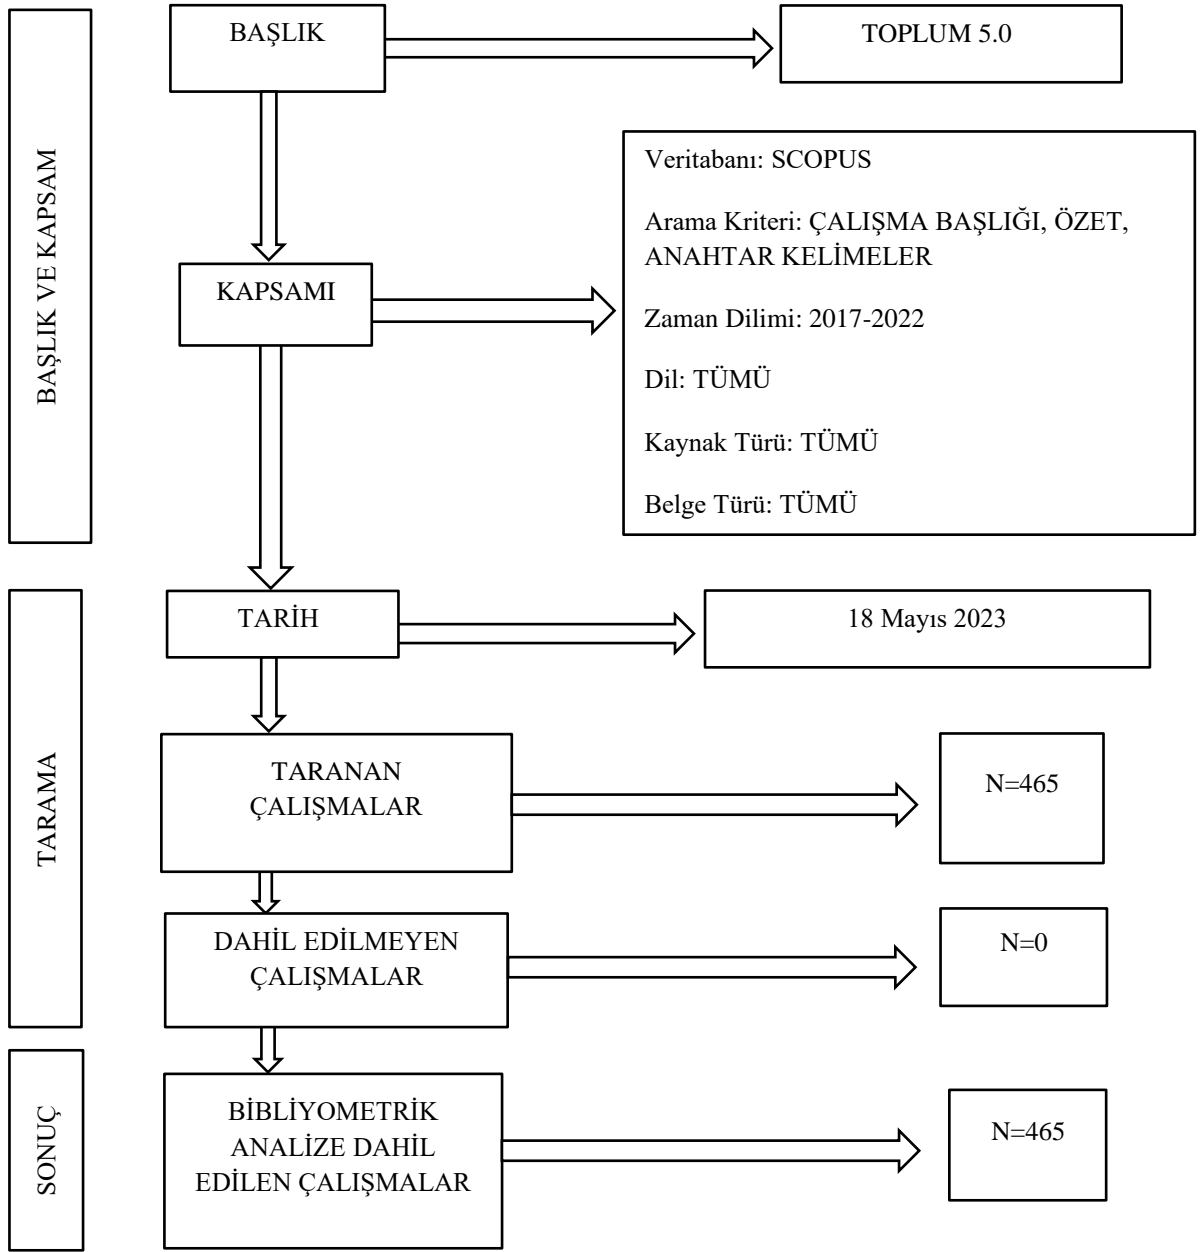 BAŞLIK VE KAPSAM
BAŞLIK
TOPLUM 5.0
KAPSAMI
Veritabanı: SCOPUS
Arama Kriteri: ÇALIŞMA BAŞLIĞI, ÖZET,
ANAHTAR KELİMELER
Zaman Dilimi: 2017-2022
Dil: TÜMÜ
Kaynak Türü: TÜMÜ
Belge Türü: TÜMÜ
TARAMA
TARİH
18 Mayıs 2023
TARANAN
ÇALIŞMALAR
N=465
DAHİL EDİLMEYEN
ÇALIŞMALAR
N=0
SONUÇ
BİBLİYOMETRİK
ANALİZE DAHİL
EDİLEN ÇALIŞMALAR
N=465